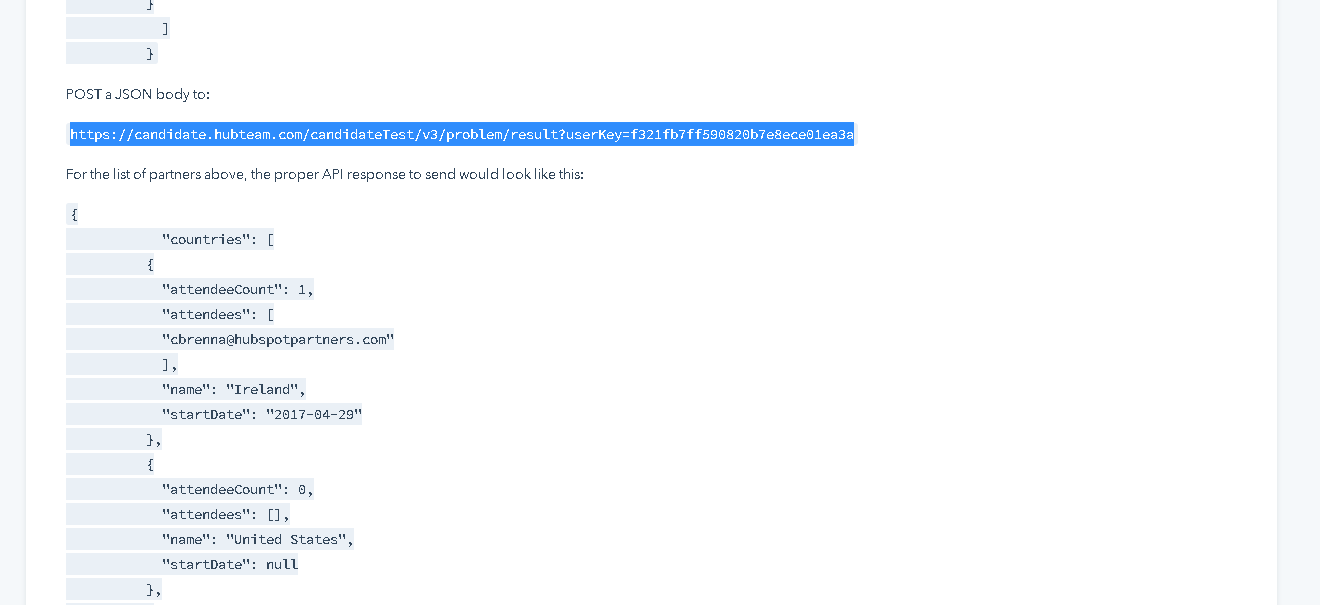 }
]
}
POST a JSON body to:
https://candidate.hubteam.com/candidateTest/v3/problem/result?userKey=f321fb7ff590820b7e8ece01ea3a
For the list of partners above, the proper API response to send would look like this:
{
"countries": [
{
"attendeeCount": 1,
"attendees": [
"cbrenna@hubspotpartners.com"
],
"name": "Ireland",
"startDate": "2017-04-29"
},
{
"attendeeCount": 0,
"attendees": [],
"name": "United States",
"startDate": null
},